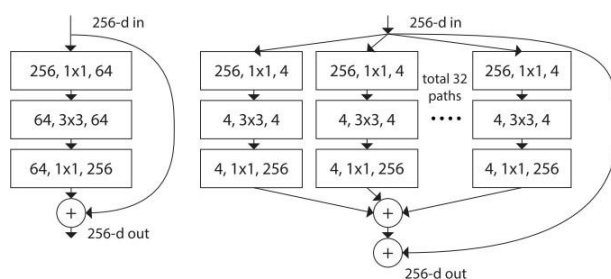 256-d in
256, 1x1, 64
64, 3x3, 64
64, 1x1, 256
+
256-d out
256-d in
256, 1x1, 4
256, 1x1, 4
256, 1x1, 4
total 32
paths
4, 3x3, 4
4, 3x3, 4
....
4, 3x3, 4
4, 1x1, 256
4, 1x1, 256
4, 1x1, 256
+
+
256-d out